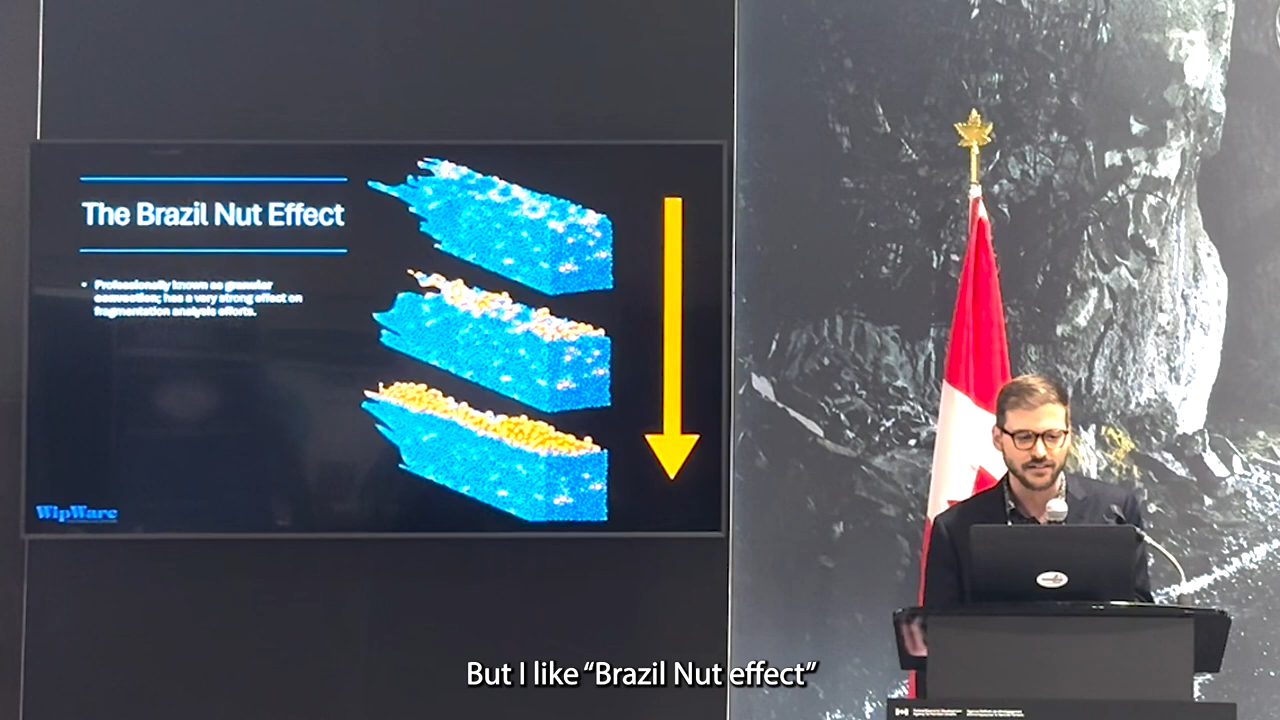 The Brazil Nut Effect
• Professionally known as granular
convection; has a very strong effect on
fragmentation analysis efforts.
WipWare
But I like “Brazil Nut effect”